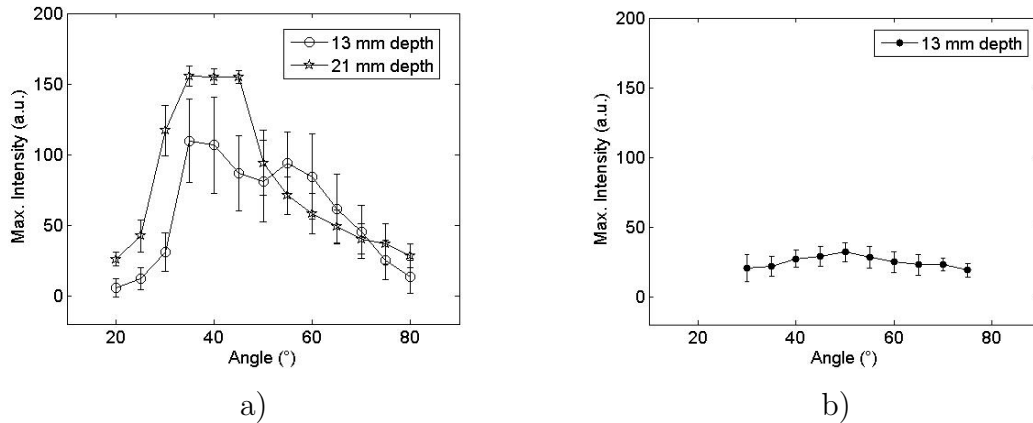 200
150
100
50
0
Max. Intensity (a.u.)
13 mm depth
21 mm depth
20 40 60 80
Angle (°)
a)
200
150
100
50
0
Max. Intensity (a.u.)
13 mm depth
20 40 60 80
Angle (°)
b)